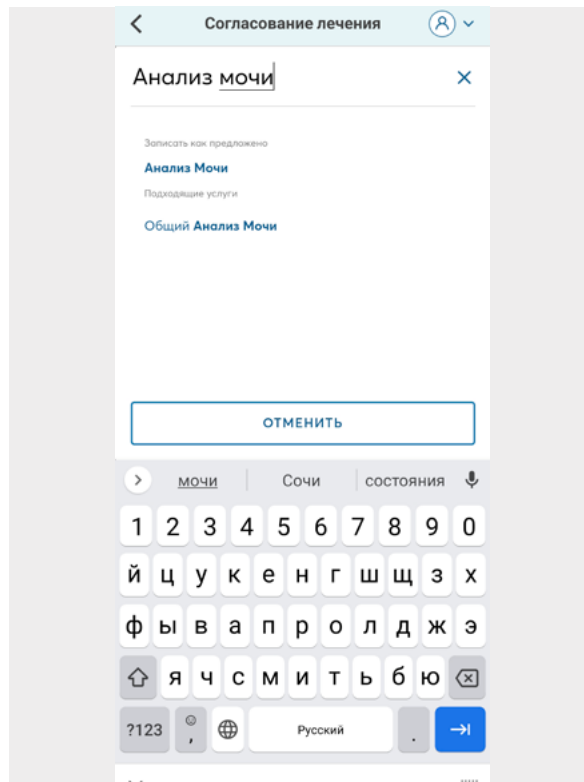 Согласование лечения
Анализ мочи
Записать как предложено
Анализ Мочи
Подходящие услуги
Общий Анализ Мочи
ОТМЕНИТЬ
мочи Сочи состояния
1 2 3 4 5 6 7 8 9 0
й ц у к е н г ш щ з х
ф ы в а п р о л д ж э
я ч с м и т ь б ю
?123 , Русский .